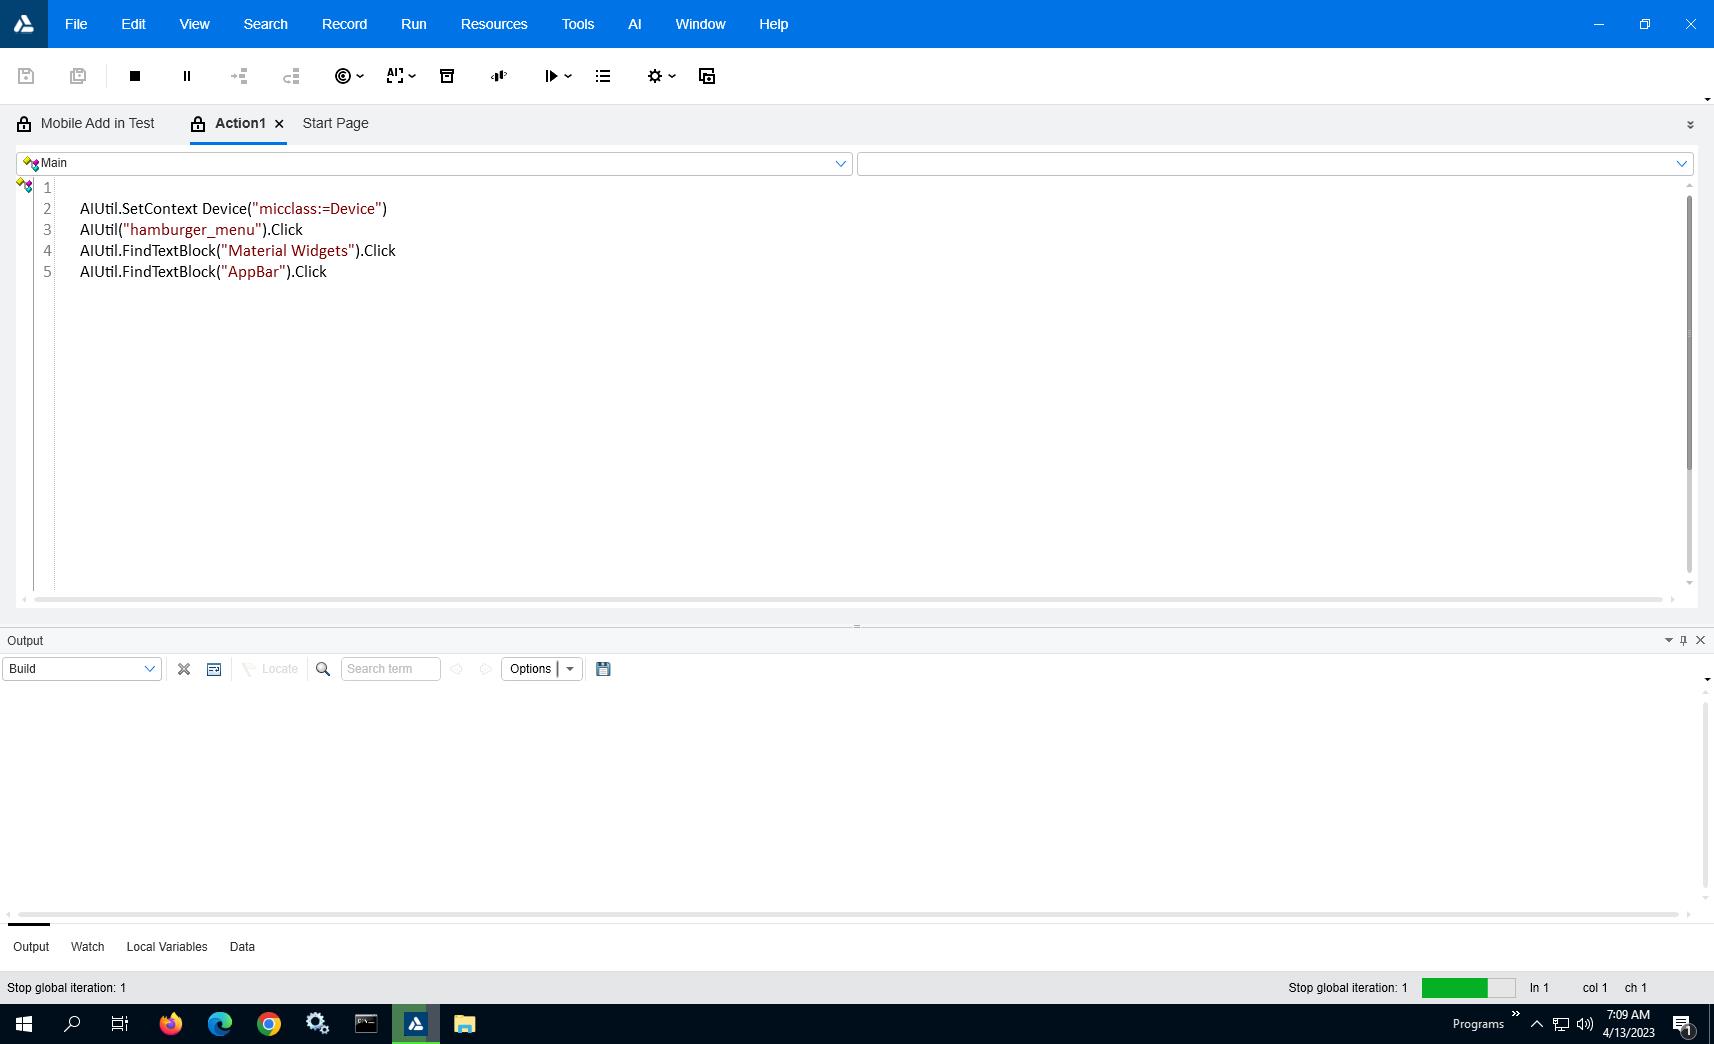 File Edit View Search Record Run Resources Tools AI Window Help
AI
Mobile Add in Test Action1 Start Page
Main
1
2 AIUtil.SetContext Device("micclass:=Device")
3 AIUtil("hamburger_menu").Click
4 AIUtil.FindTextBlock("Material Widgets").Click
5 AIUtil.FindTextBlock("AppBar").Click
Output
Build Locate Search term Options
Output Watch Local Variables Data
Stop global iteration: 1 Stop global iteration: 1 ln 1 col 1 ch 1
Programs 7:09 AM
4/13/2023 1